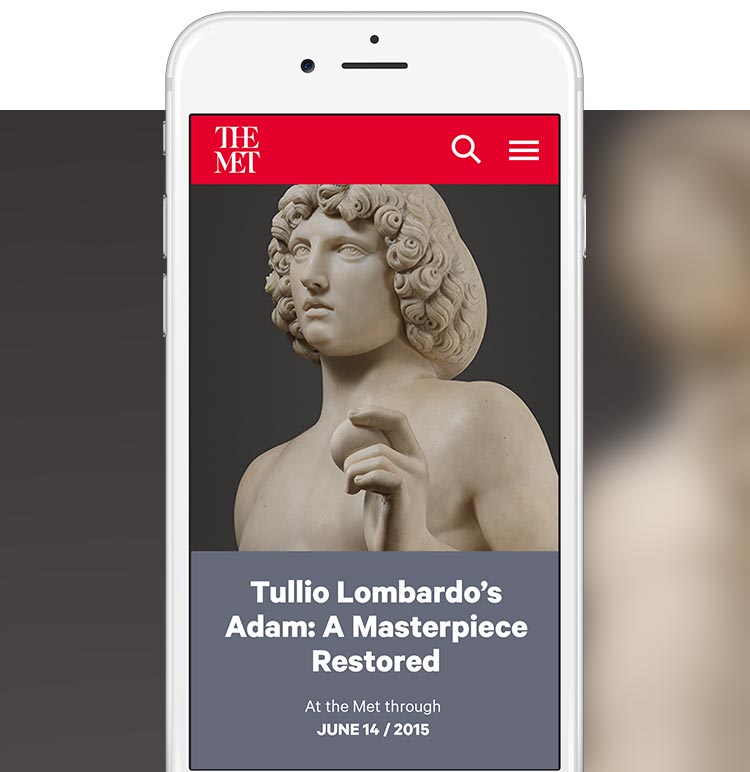 THE
MET
Tullio Lombardo’s
Adam: A Masterpiece
Restored
At the Met through
JUNE 14 / 2015